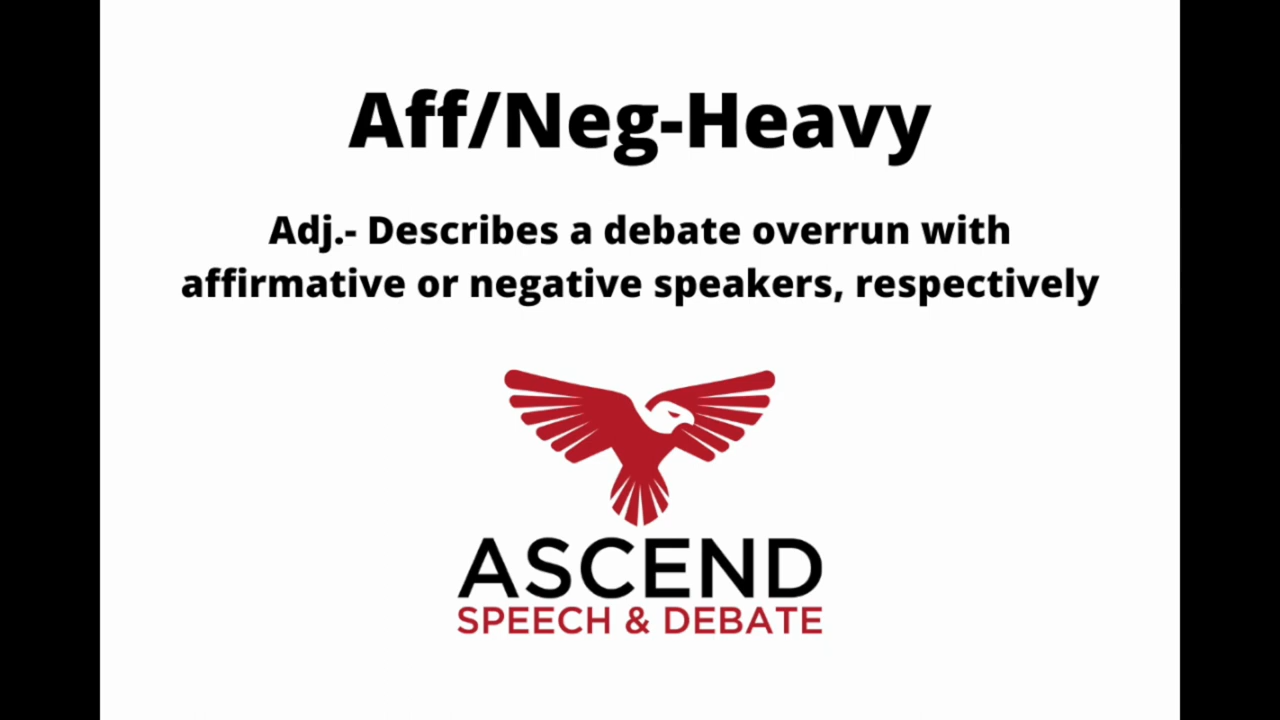 Aff/Neg-Heavy
Adj.- Describes a debate overrun with
affirmative or negative speakers, respectively
ASCEND
SPEECH & DEBATE